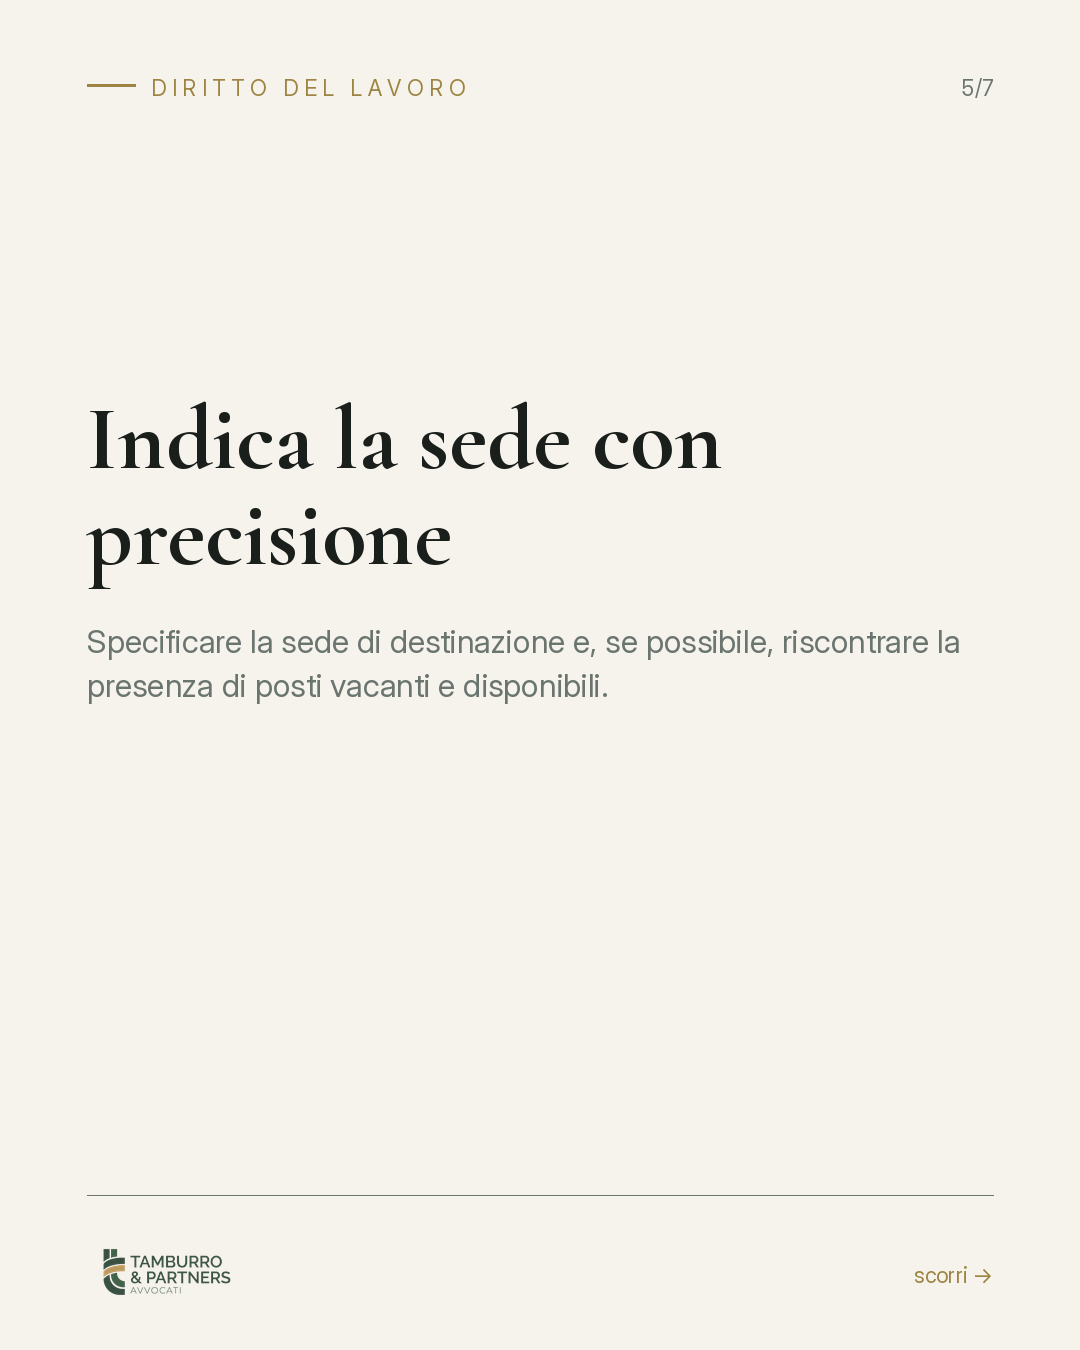 DIRITTO DEL LAVORO
5/7
Indica la sede con
precisione
Specificare la sede di destinazione e, se possibile, riscontrare la
presenza di posti vacanti e disponibili.
TAMBURRO
& PARTNERS
AVVOCATI
scorri →